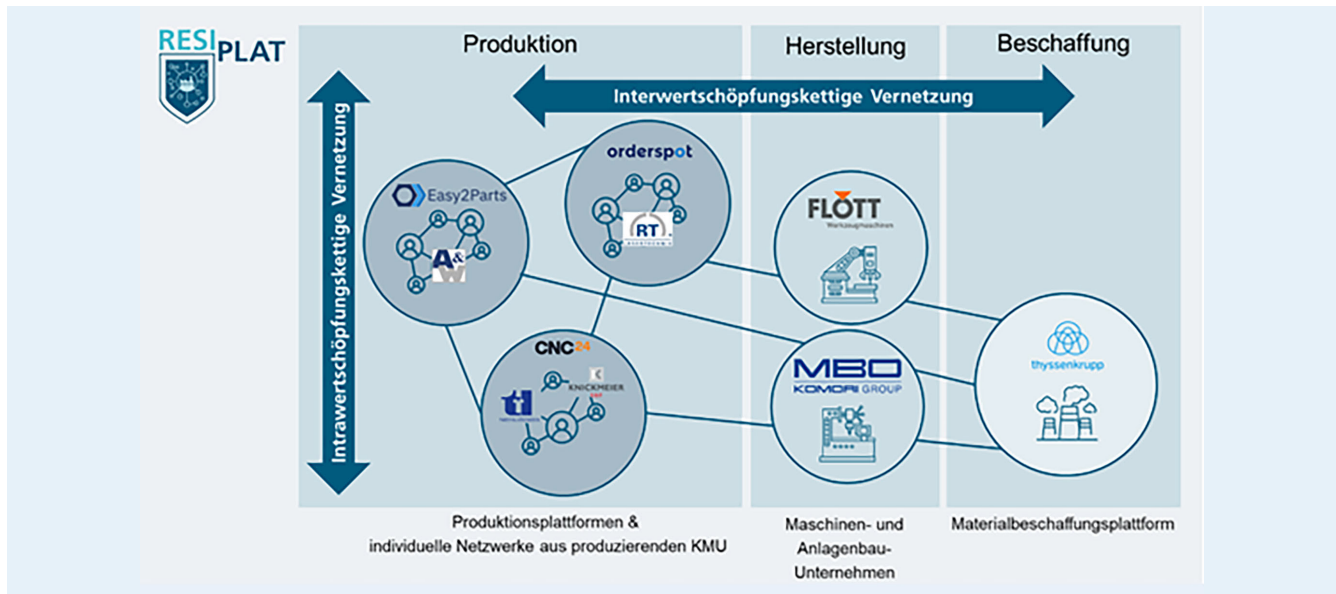 RESI
PLAT
Produktion
Herstellung
Beschaffung
Interwertschöpfungskettige Vernetzung
Intrawertschöpfungskettige Vernetzung
Easy2Parts
A&W
orderspot
RT
FLOTT
Werkzeugmaschinen
CNC24
KNICKMEIER
MBO
KOMORI GROUP
thyssenkrupp
Produktionsplattformen &
individuelle Netzwerke aus produzierenden KMU
Maschinen- und
Anlagenbau-
Unternehmen
Materialbeschaffungsplattform